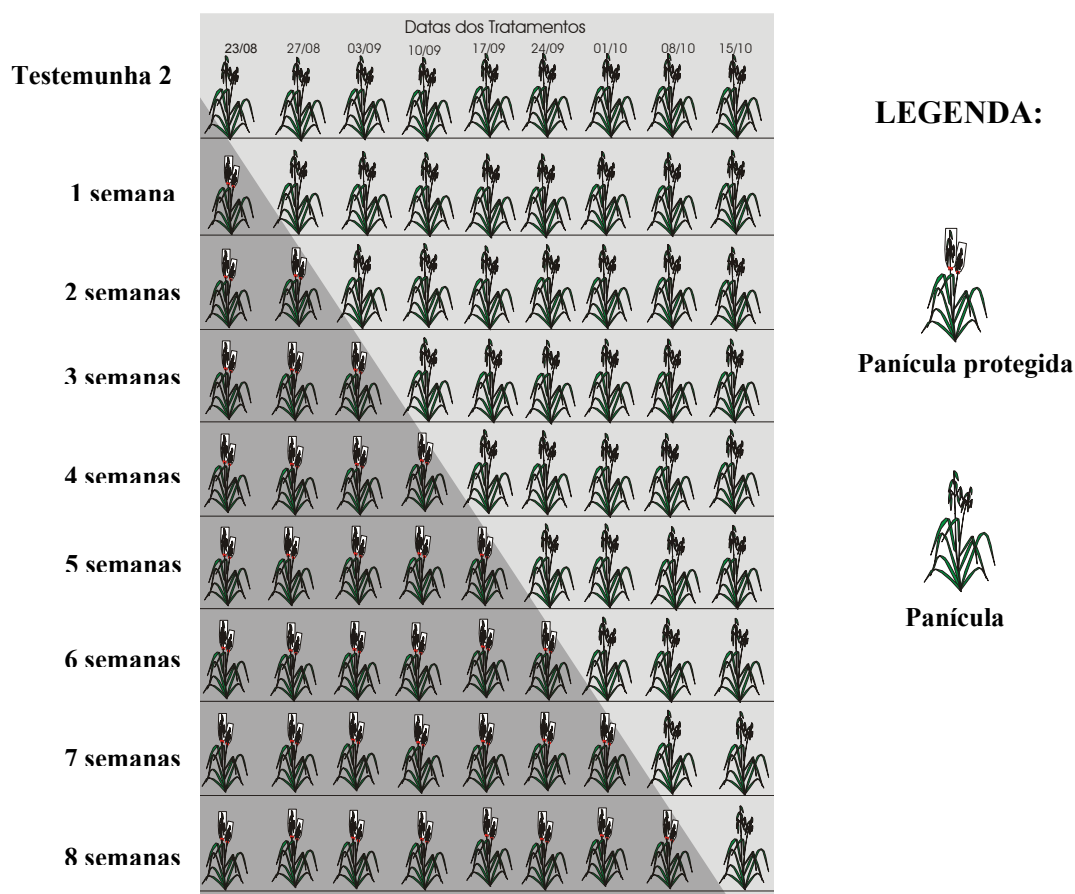 Datas dos Tratamentos
23/08 27/08 03/09 10/09 17/09 24/09 01/10 08/10 15/10
Testemunha 2
LEGENDA:
1 semana
2 semanas
3 semanas
Panícula protegida
4 semanas
5 semanas
Panícula
6 semanas
7 semanas
8 semanas